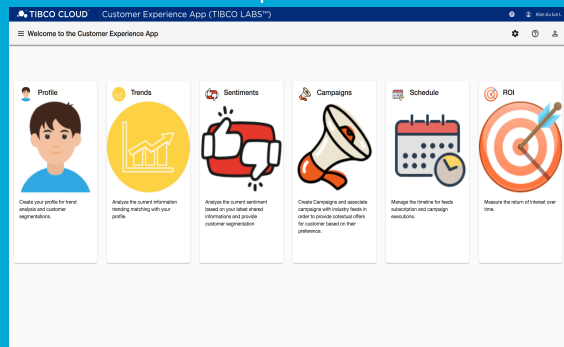 TIBCO CLOUD™ Customer Experience App (TIBCO LABS™)
Welcome to the Customer Experience App
Profile
Create your profile for trend
analysis and customer
segmentations.
Trends
Analyze the current information
trending matching with your
profile.
Sentiments
Analyze the current sentiment
based on your latest shared
informations and provide
customer segmentation
Campaigns
Create Campaigns and associate
campaigns with industry feeds in
order to provide cotextual offers
for customer based on their
preference.
Schedule
Manage the timeline for feeds
subscription and campaign
executions.
ROI
Measure the return of interest over
time.